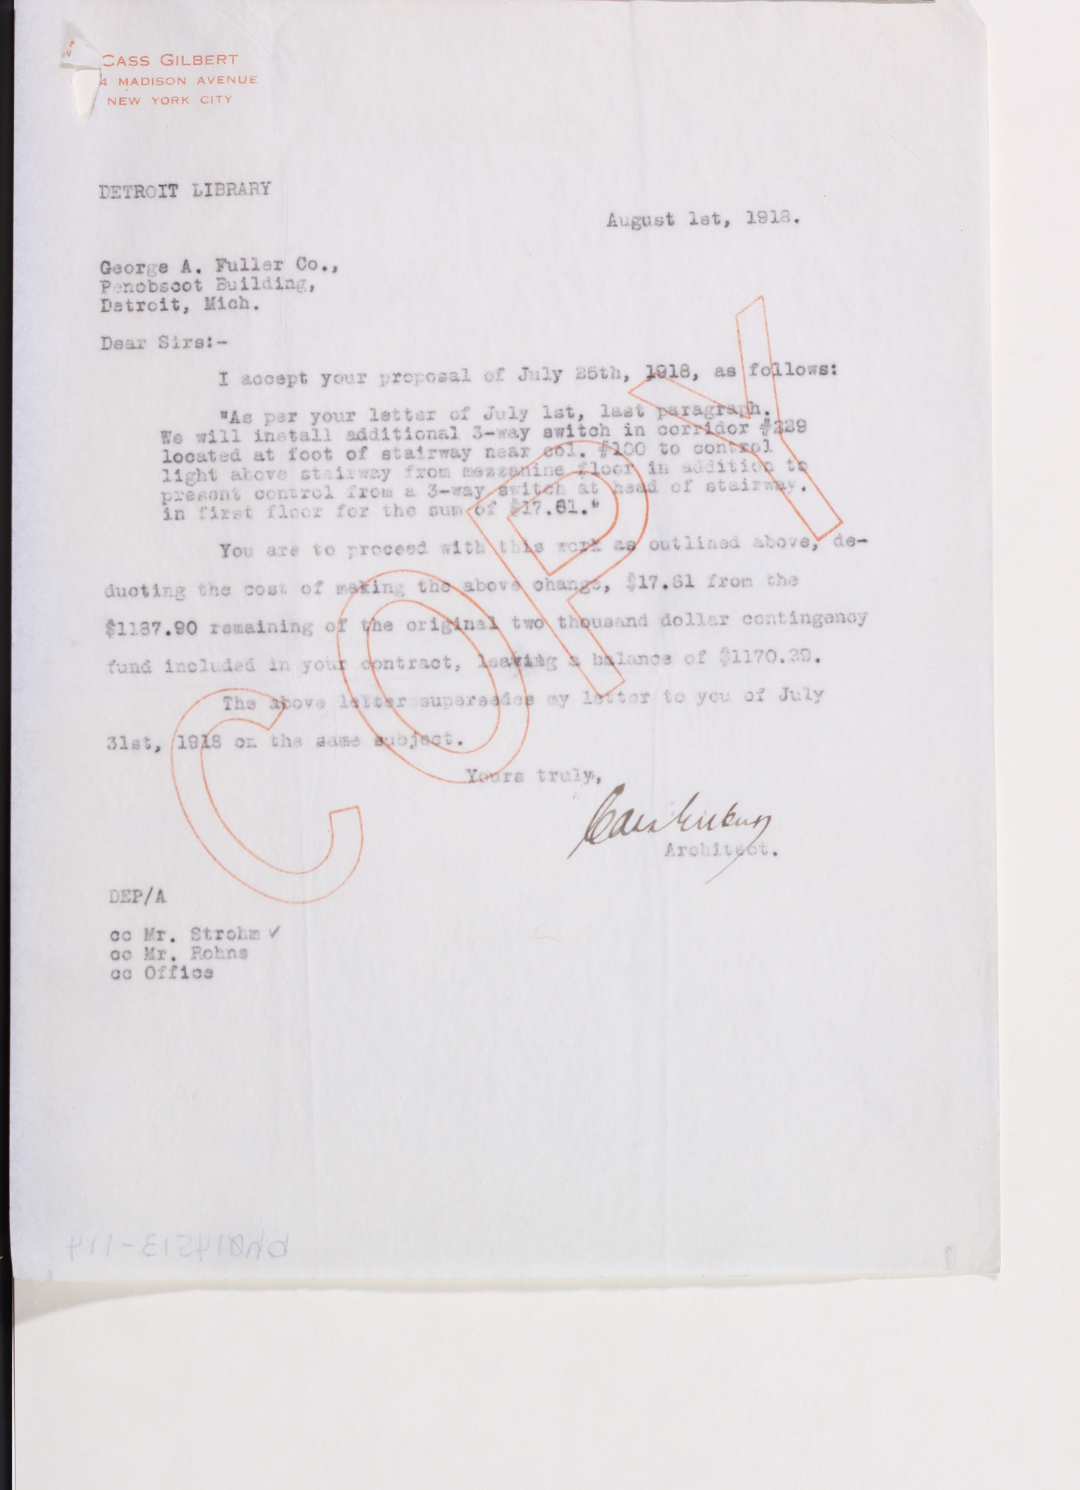 CASS GILBERT
4 MADISON AVENUE
NEW YORK CITY
DETROIT LIBRARY
August 1st, 1918.
George A. Fuller Co.,
Penobscot Building,
Detroit, Mich.
Dear Sirs:-
I accept your proposal of July 25th, 1918, as follows:
"As per your letter of July 1st, last paragraph.
We will install additional 3-way switch in corridor #229
located at foot of stairway near col. #100 to control
light above stairway from mezzanine floor in addition to
present control from a 3-way switch at head of stairway.
in first floor for the sum of $17.61."
You are to proceed with this work as outlined above, de-
ducting the cost of making the above change, $17.61 from the
$1187.90 remaining of the original two thousand dollar contingency
fund included in your contract, leaving a balance of $1170.29.
The above letter supersedes my letter to you of July
31st, 1918 on the same subject.
Yours truly,
Cass Gilbert
Architect.
DEP/A
cc Mr. Strohm ✓
cc Mr. Rohns
cc Office
COPY